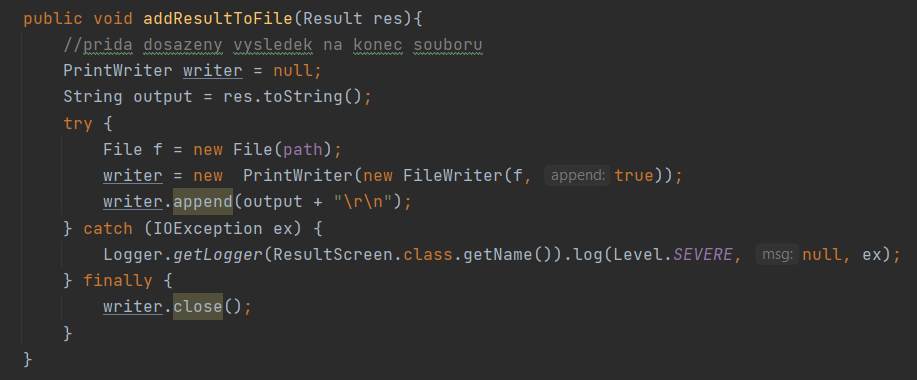 public void addResultToFile(Result res){
//prida dosazeny vysledek na konec souboru
PrintWriter writer = null;
String output = res.toString();
try {
File f = new File(path);
writer = new  PrintWriter(new FileWriter(f, append: true));
writer.append(output + "\r\n");
} catch (IOException ex) {
Logger.getLogger(ResultScreen.class.getName()).log(Level.SEVERE, msg: null, ex);
} finally {
writer.close();
}
}